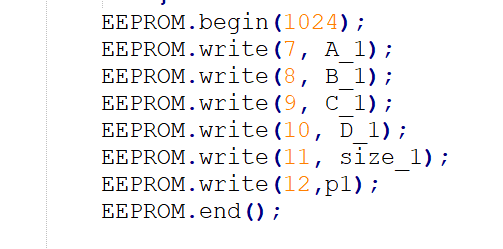 EEPROM.begin(1024);
EEPROM.write(7, A_1);
EEPROM.write(8, B_1);
EEPROM.write(9, C_1);
EEPROM.write(10, D_1);
EEPROM.write(11, size_1);
EEPROM.write(12,p1);
EEPROM.end();